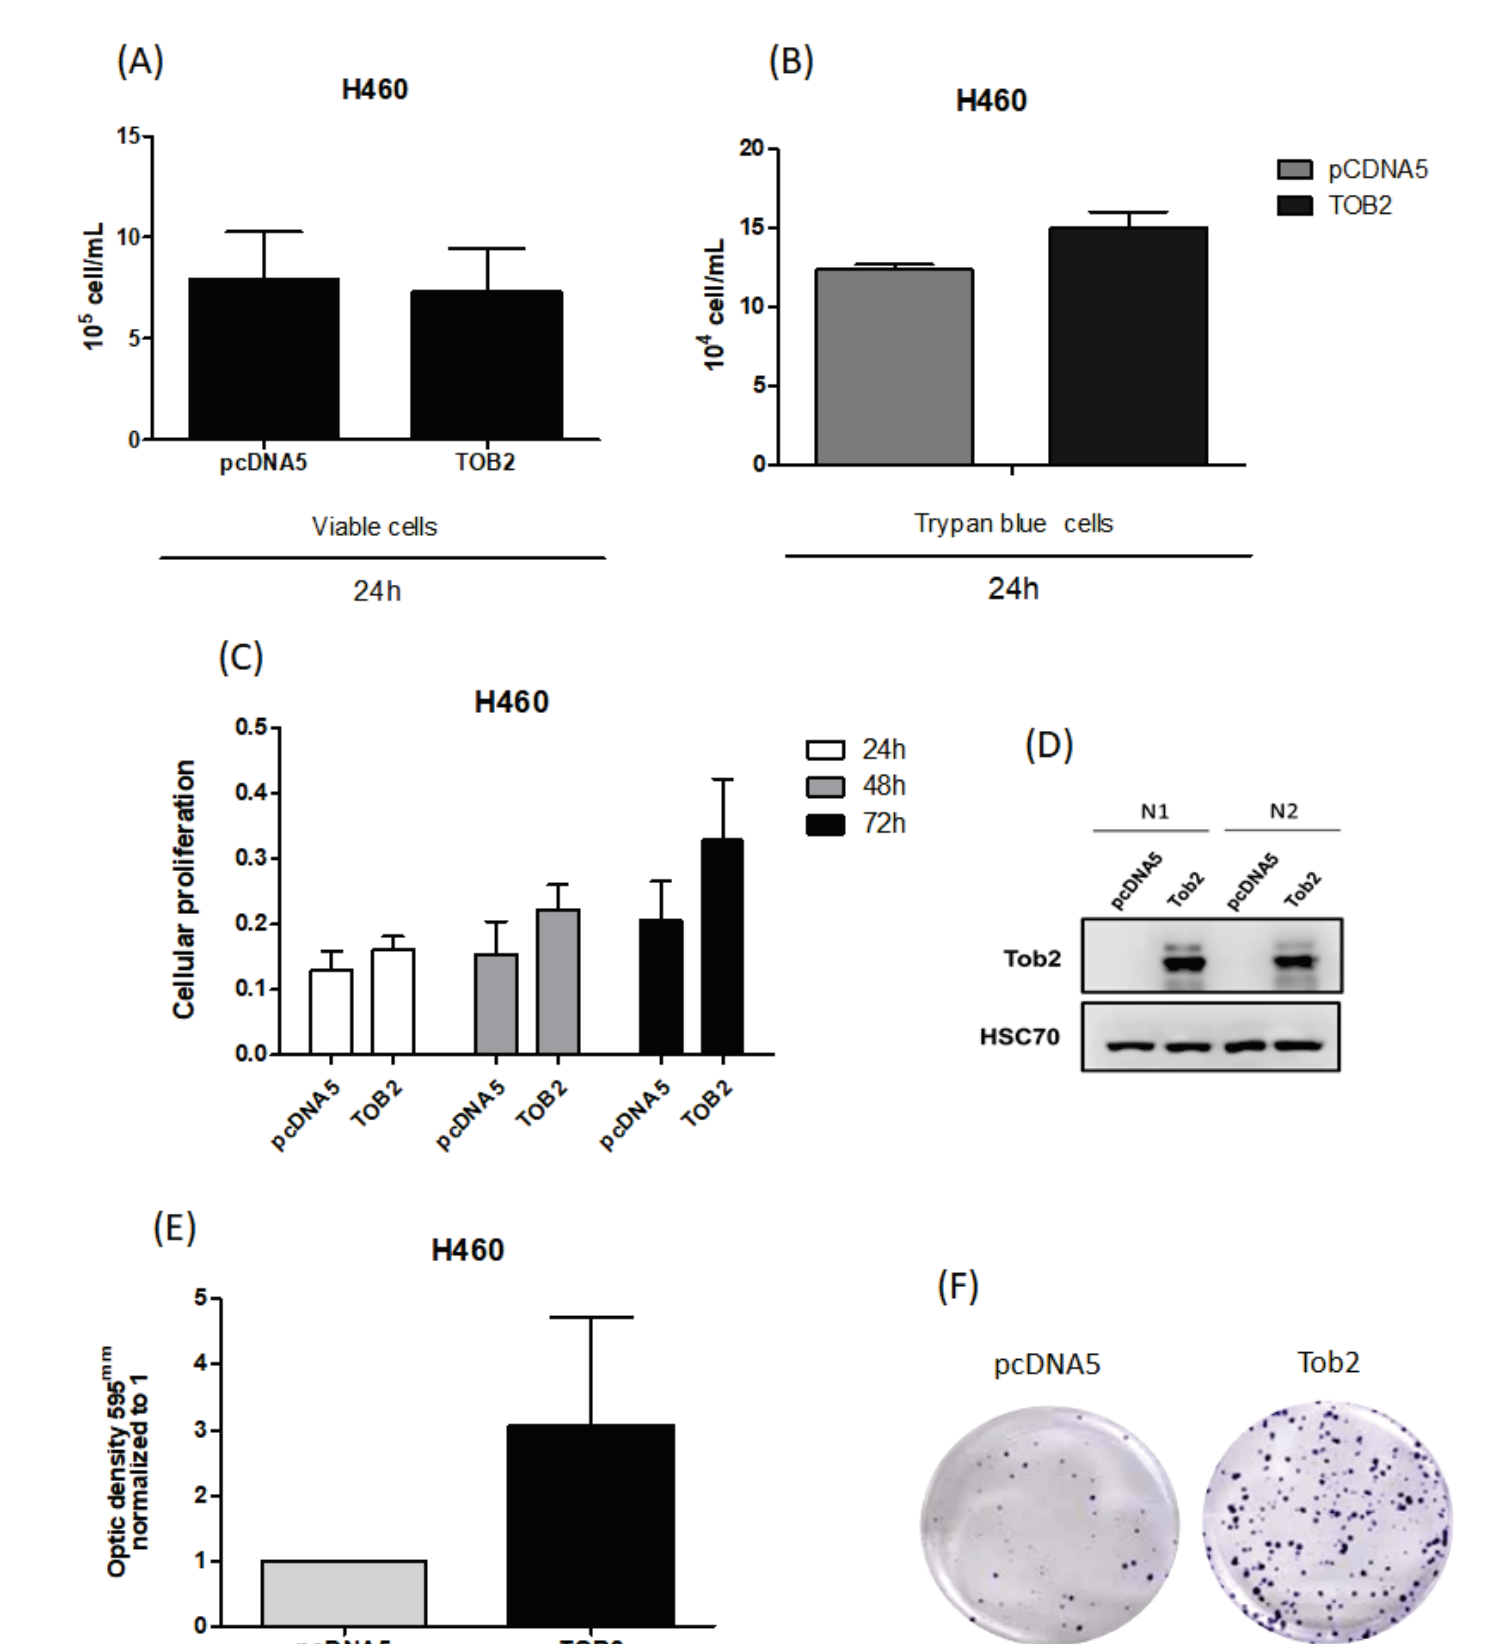 (A)
H460
15
10
5
0
10⁵ cell/mL
pcDNA5 TOB2
Viable cells
24h
(B)
H460
20
15
10
5
0
10⁴ cell/mL
pCDNA5
TOB2
Trypan blue cells
24h
(C)
H460
0.5
0.4
0.3
0.2
0.1
0.0
Cellular proliferation
pcDNA5 TOB2 pcDNA5 TOB2 pcDNA5 TOB2
24h
48h
72h
(D)
N1 N2
pcDNA5 Tob2 pcDNA5 Tob2
Tob2
HSC70
(E)
H460
5
4
3
2
1
0
Optic density 595ᵐᵐ
normalized to 1
(F)
pcDNA5 Tob2